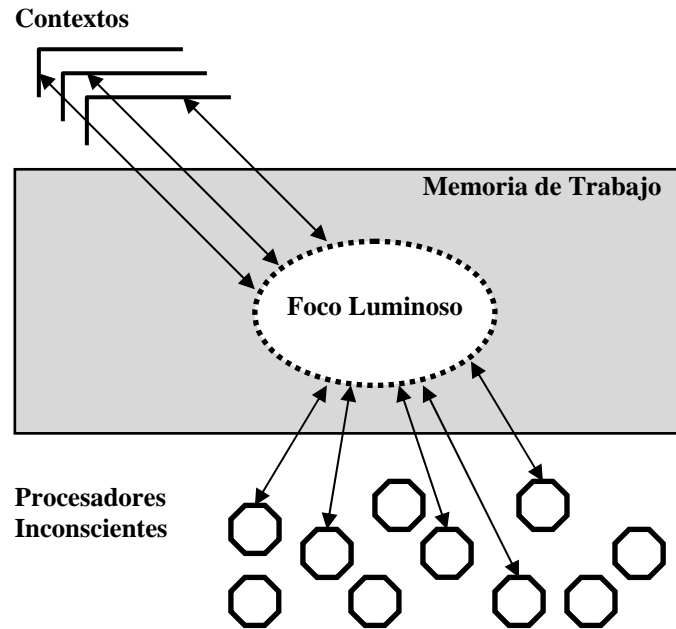 Contextos
Memoria de Trabajo
Foco Luminoso
Procesadores
Inconscientes